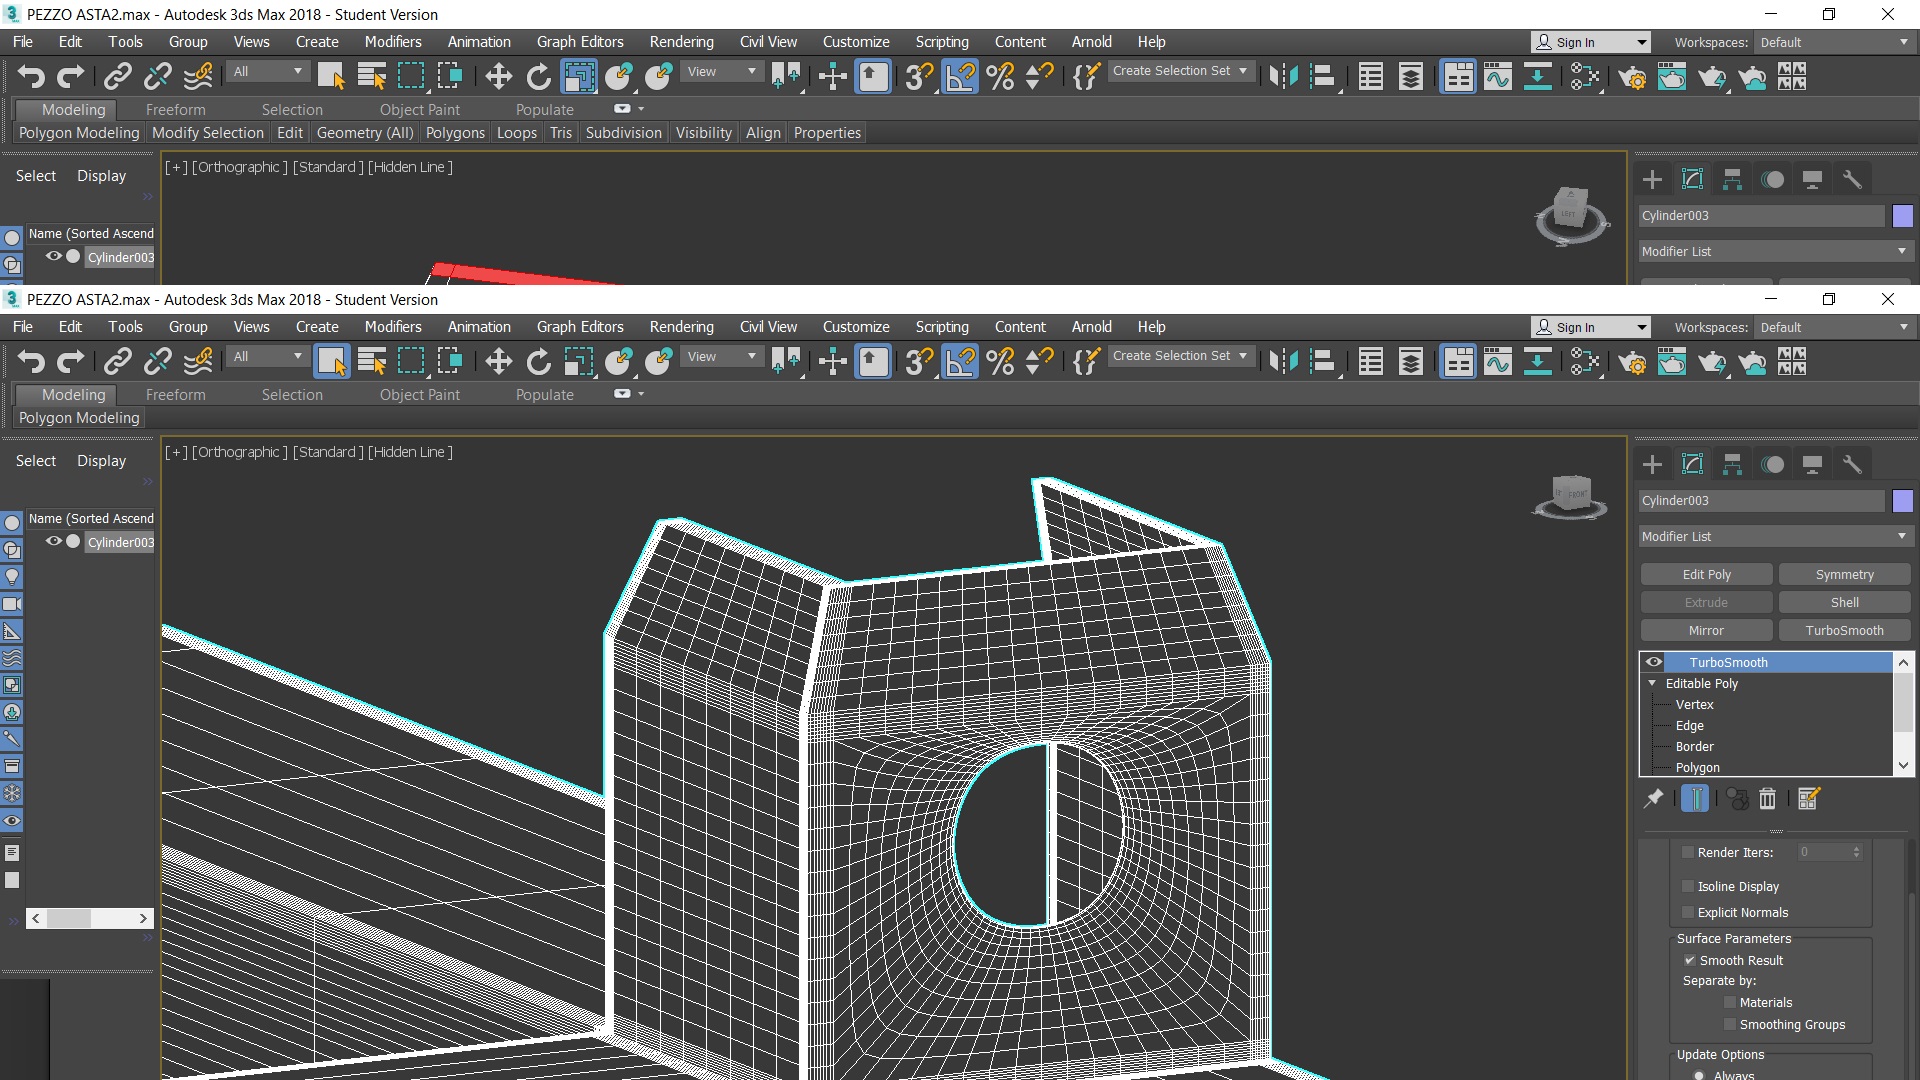 PEZZO ASTA2.max - Autodesk 3ds Max 2018 - Student Version
File Edit Tools Group Views Create Modifiers Animation Graph Editors Rendering Civil View Customize Scripting Content Arnold Help Sign In Workspaces: Default
All View Create Selection Set
Modeling Freeform Selection Object Paint Populate
Polygon Modeling Modify Selection Edit Geometry (All) Polygons Loops Tris Subdivision Visibility Align Properties
[+] [Orthographic ] [Standard ] [Hidden Line ]
Select Display
LEFT
Cylinder003
Name (Sorted Ascend
Modifier List
Cylinder003
PEZZO ASTA2.max - Autodesk 3ds Max 2018 - Student Version
File Edit Tools Group Views Create Modifiers Animation Graph Editors Rendering Civil View Customize Scripting Content Arnold Help Sign In Workspaces: Default
All View Create Selection Set
Modeling Freeform Selection Object Paint Populate
Polygon Modeling
[+] [Orthographic ] [Standard ] [Hidden Line ]
Select Display
FRONT
Cylinder003
Name (Sorted Ascend
Modifier List
Cylinder003
Edit Poly Symmetry
Extrude Shell
Mirror TurboSmooth
TurboSmooth
Editable Poly
Vertex
Edge
Border
Polygon
Render Iters: 0
Isoline Display
Explicit Normals
Surface Parameters
Smooth Result
Separate by:
Materials
Smoothing Groups
Update Options
Always